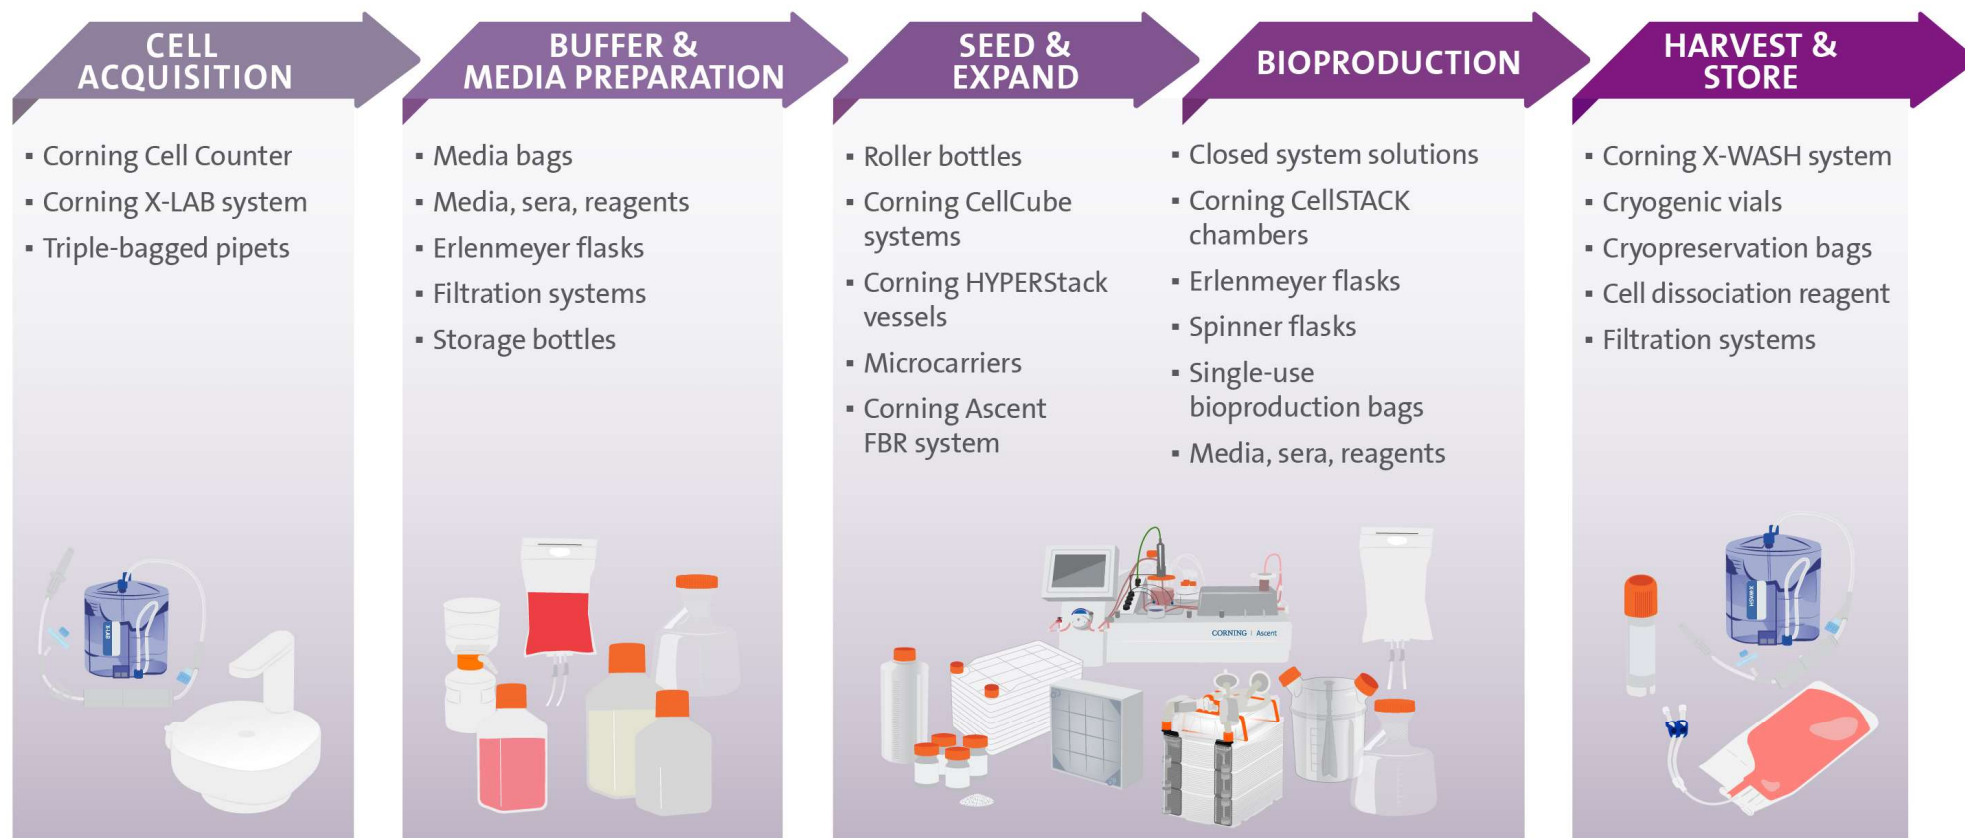 CELL
ACQUISITION
▪ Corning Cell Counter
▪ Corning X-LAB system
▪ Triple-bagged pipets
BUFFER &
MEDIA PREPARATION
▪ Media bags
▪ Media, sera, reagents
▪ Erlenmeyer flasks
▪ Filtration systems
▪ Storage bottles
SEED &
EXPAND
▪ Roller bottles
▪ Corning CellCube
systems
▪ Corning HYPERStack
vessels
▪ Microcarriers
▪ Corning Ascent
FBR system
BIOPRODUCTION
▪ Closed system solutions
▪ Corning CellSTACK
chambers
▪ Erlenmeyer flasks
▪ Spinner flasks
▪ Single-use
bioproduction bags
▪ Media, sera, reagents
HARVEST &
STORE
▪ Corning X-WASH system
▪ Cryogenic vials
▪ Cryopreservation bags
▪ Cell dissociation reagent
▪ Filtration systems
X-LAB
CORNING | Ascent
X-WASH